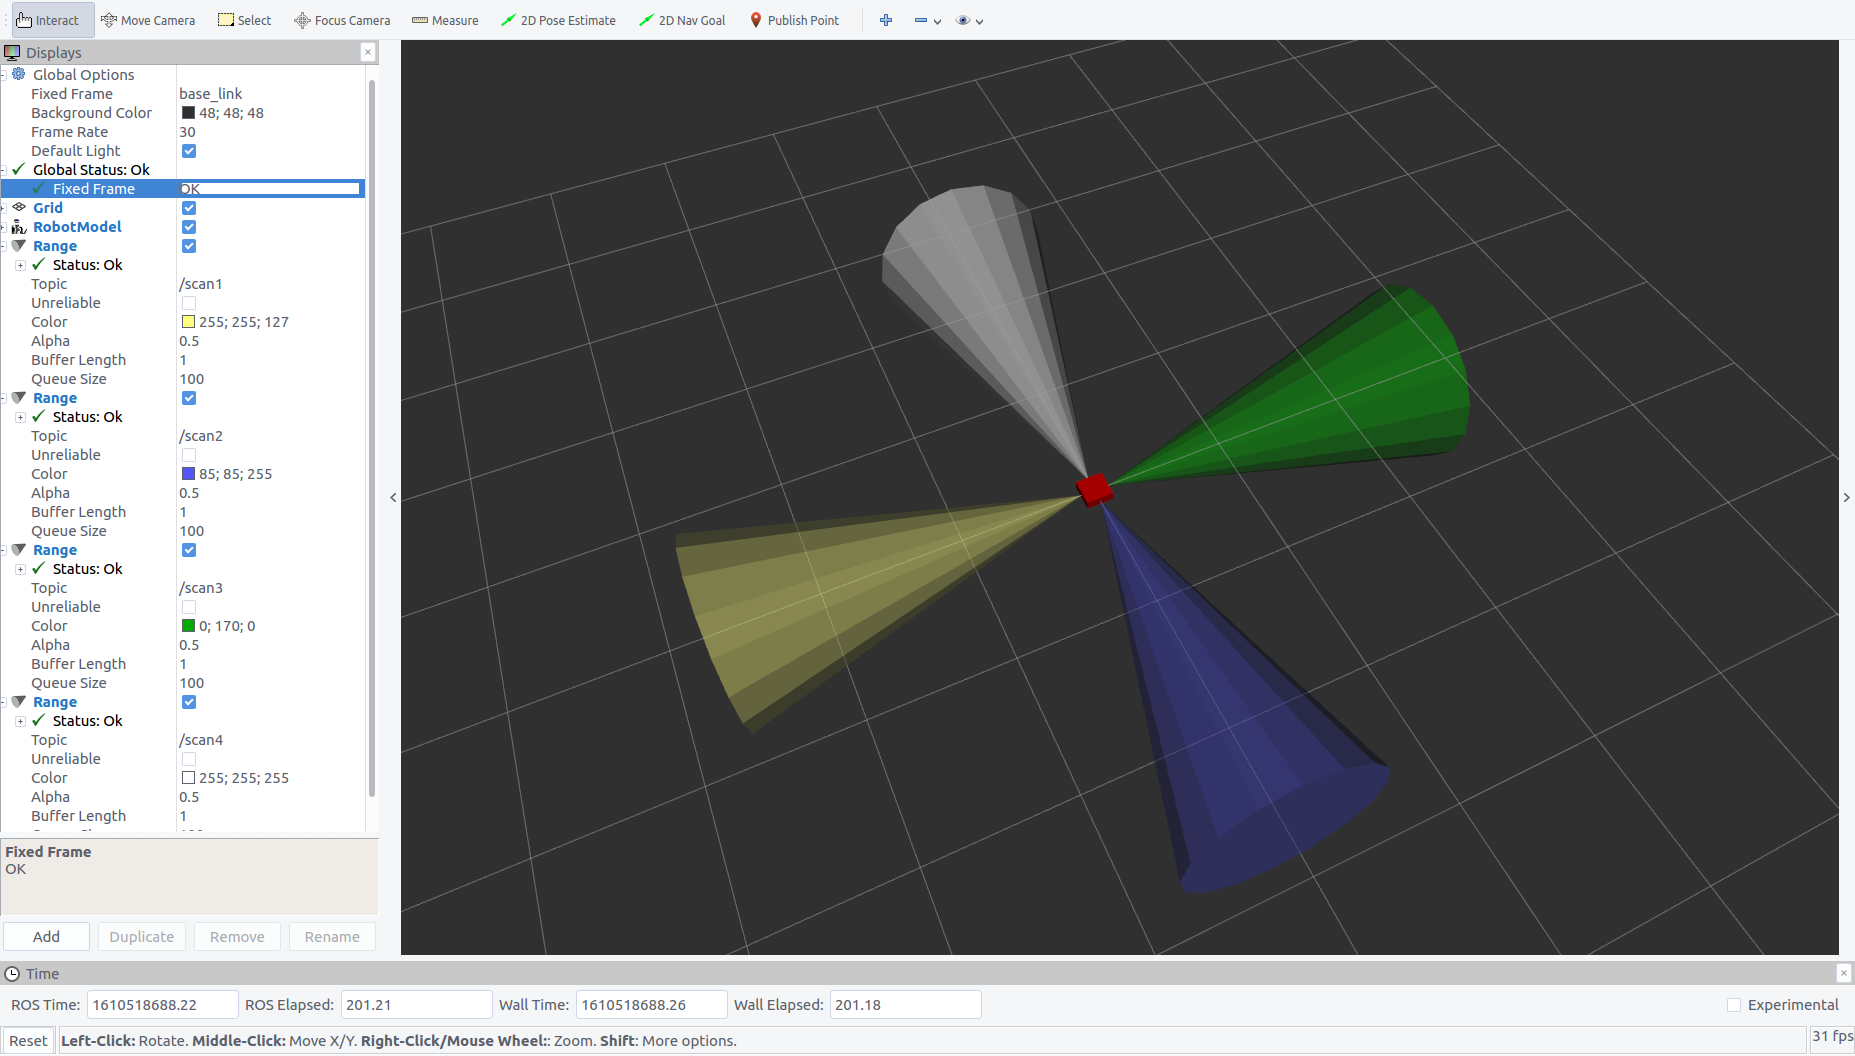 Interact Move Camera Select Focus Camera Measure 2D Pose Estimate 2D Nav Goal Publish Point
Displays
Global Options
Fixed Frame base_link
Background Color 48; 48; 48
Frame Rate 30
Default Light
Global Status: Ok
Fixed Frame OK
Grid
RobotModel
Range
Status: Ok
Topic /scan1
Unreliable
Color 255; 255; 127
Alpha 0.5
Buffer Length 1
Queue Size 100
Range
Status: Ok
Topic /scan2
Unreliable
Color 85; 85; 255
Alpha 0.5
Buffer Length 1
Queue Size 100
Range
Status: Ok
Topic /scan3
Unreliable
Color 0; 170; 0
Alpha 0.5
Buffer Length 1
Queue Size 100
Range
Status: Ok
Topic /scan4
Unreliable
Color 255; 255; 255
Alpha 0.5
Buffer Length 1
Fixed Frame
OK
Add Duplicate Remove Rename
Time
ROS Time: 1610518688.22 ROS Elapsed: 201.21 Wall Time: 1610518688.26 Wall Elapsed: 201.18 Experimental
Reset Left-Click: Rotate. Middle-Click: Move X/Y. Right-Click/Mouse Wheel:: Zoom. Shift: More options. 31 fps